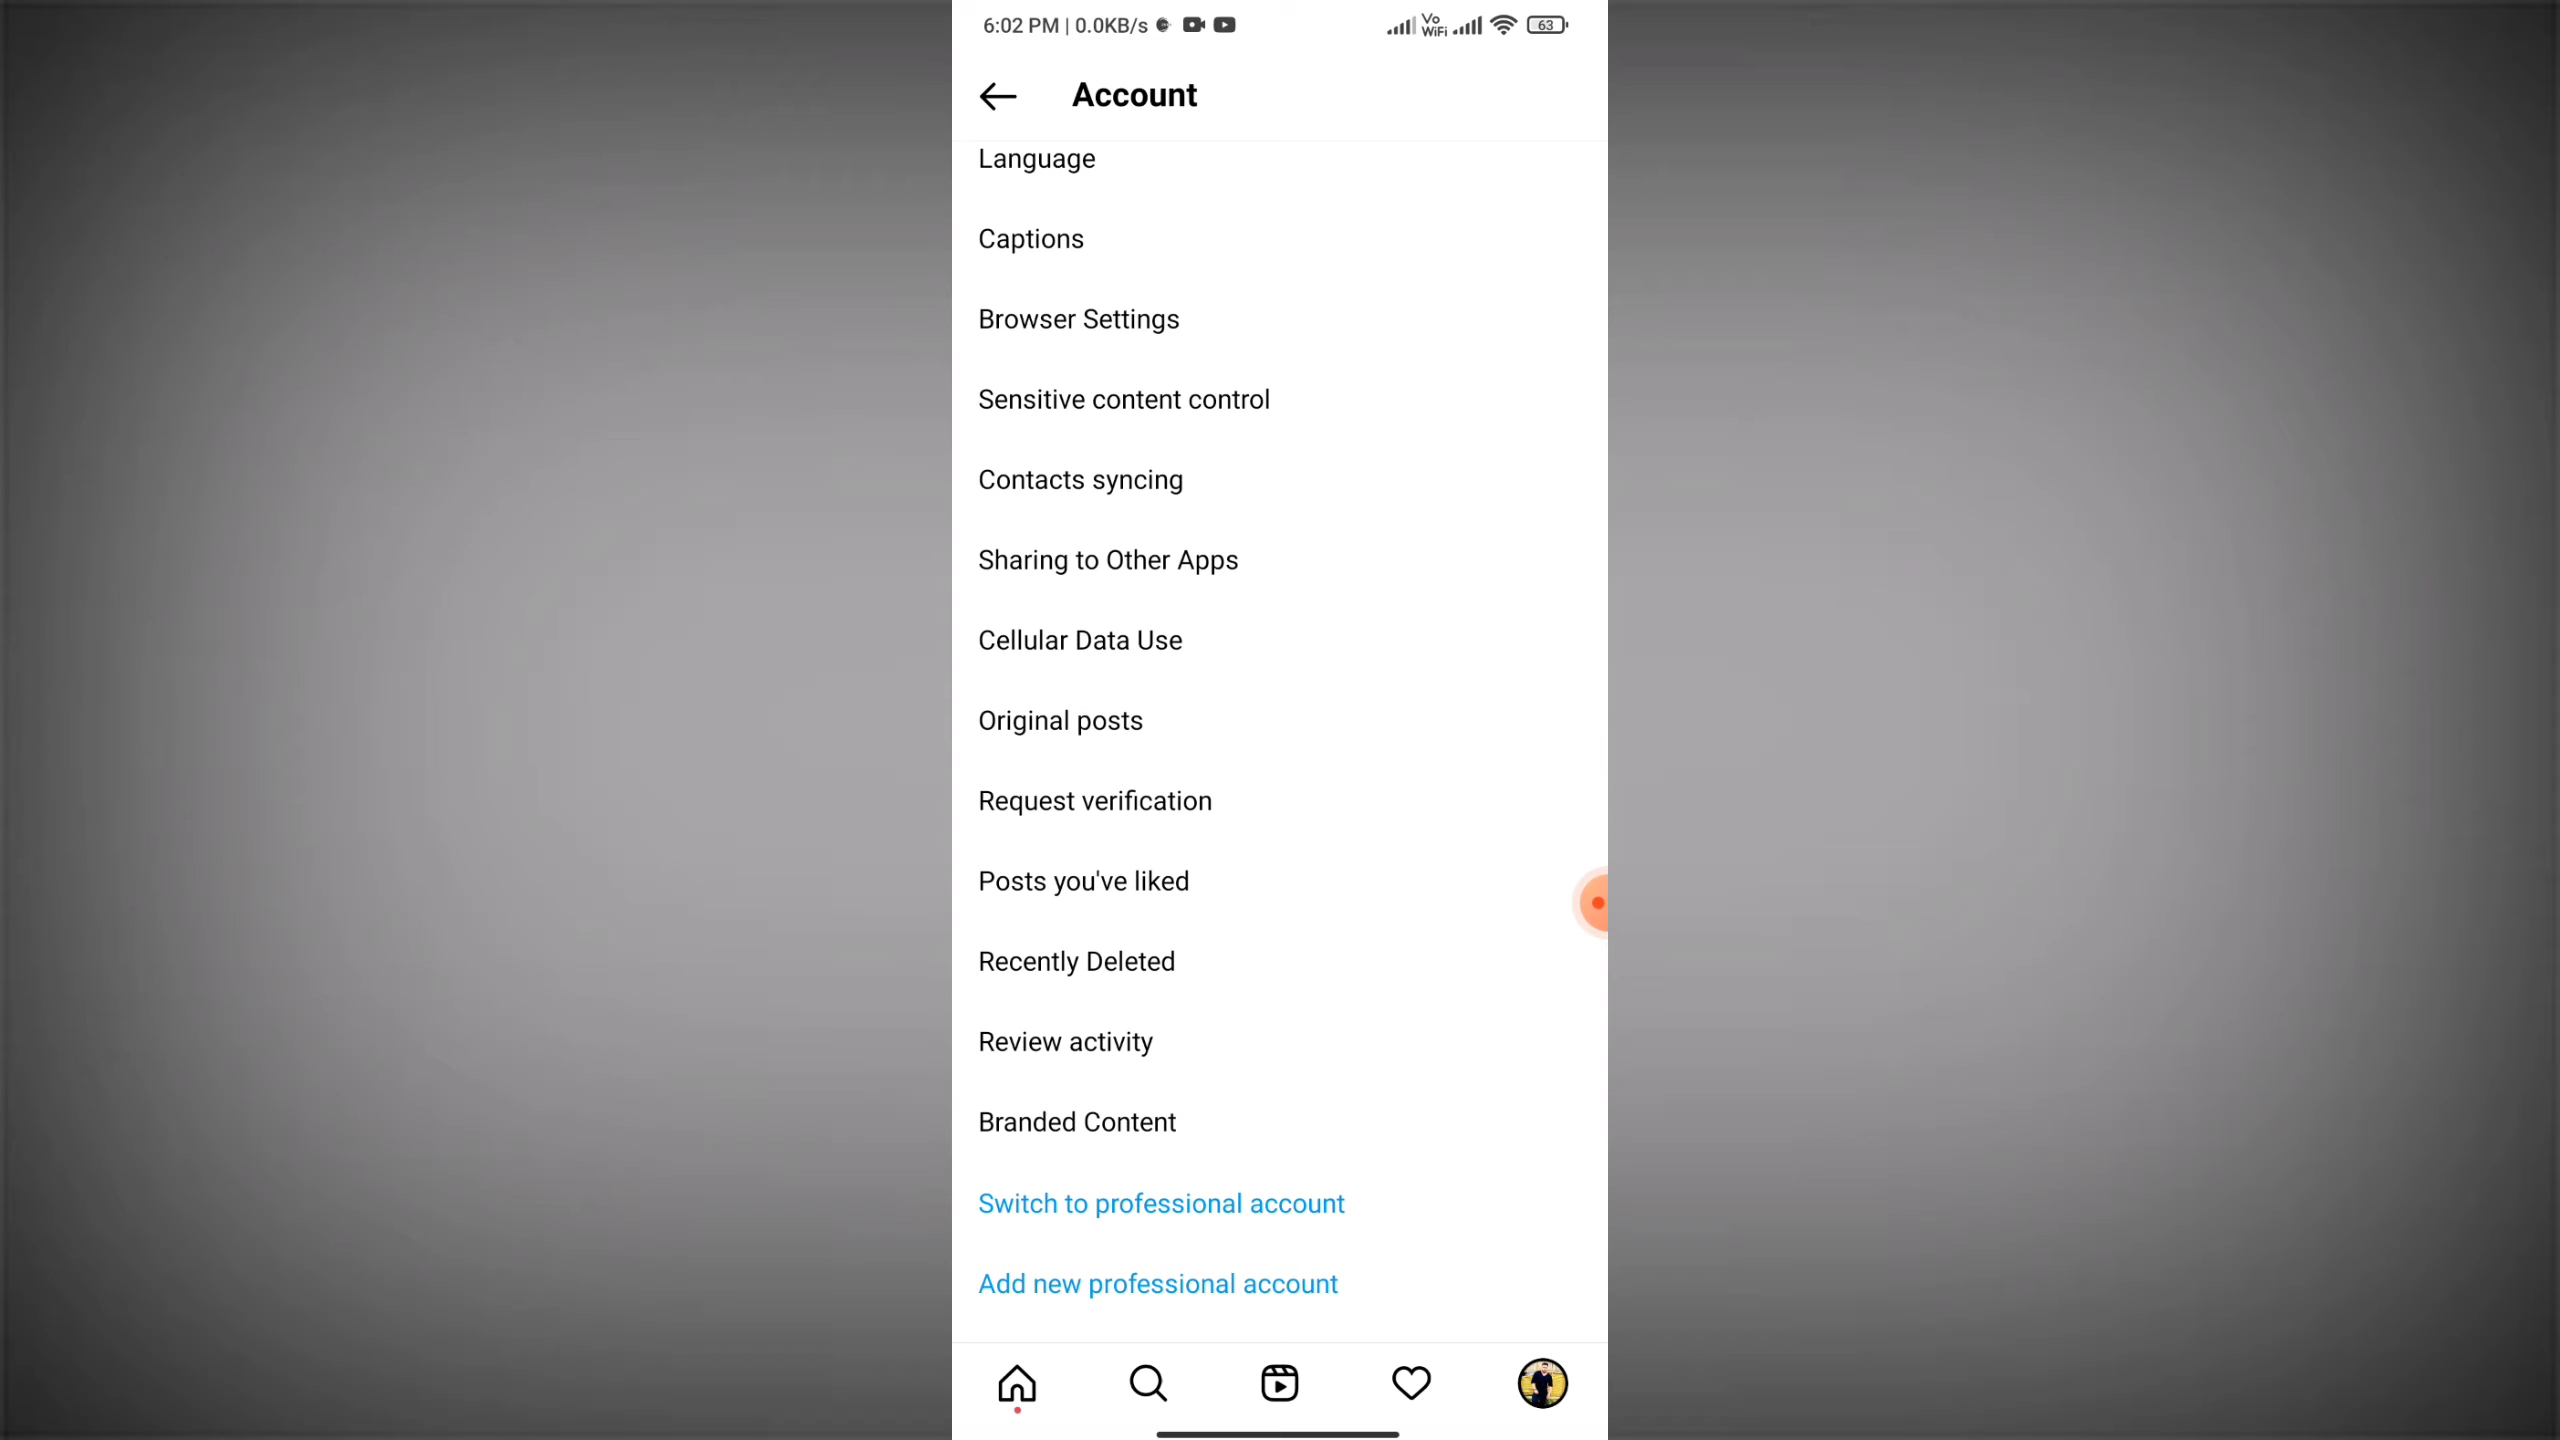 6:02 PM | 0.0KB/s Vo WiFi 63
Account
Language
Captions
Browser Settings
Sensitive content control
Contacts syncing
Sharing to Other Apps
Cellular Data Use
Original posts
Request verification
Posts you've liked
Recently Deleted
Review activity
Branded Content
Switch to professional account
Add new professional account